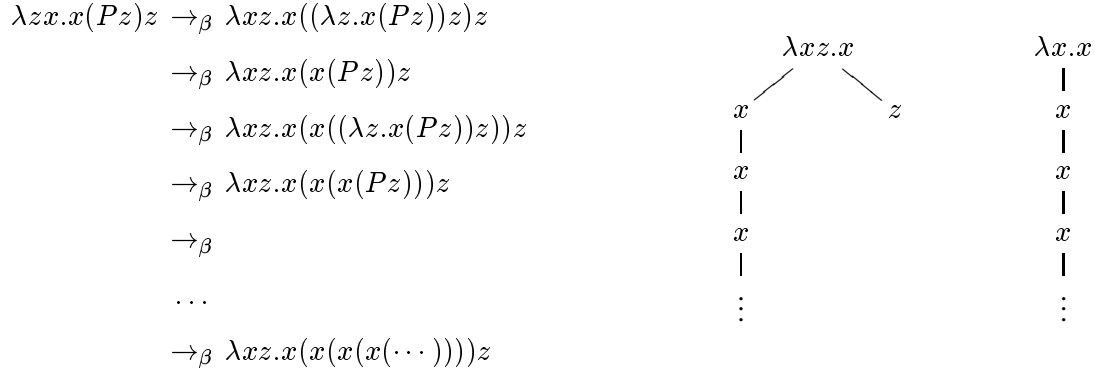 λzx.x(Pz)z →β λxz.x((λz.x(Pz))z)z
→β λxz.x(x(Pz))z
→β λxz.x(x((λz.x(Pz))z))z
→β λxz.x(x(x(Pz)))z
→β
...
→β λxz.x(x(x(x(⋯))))z
λxz.x
x z
x
x
⋮
λx.x
x
x
x
⋮